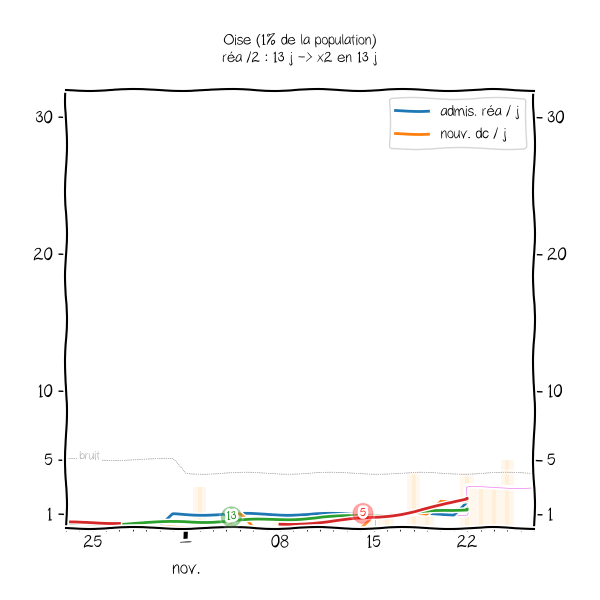 Oise (1% de la population)
réa /2 : 13 j -> x2 en 13 j
admis. réa / j
nouv. dc / j
30
30
20
20
10
10
bruit
5
5
13
5
1
1
25
1
08
15
22
nov.